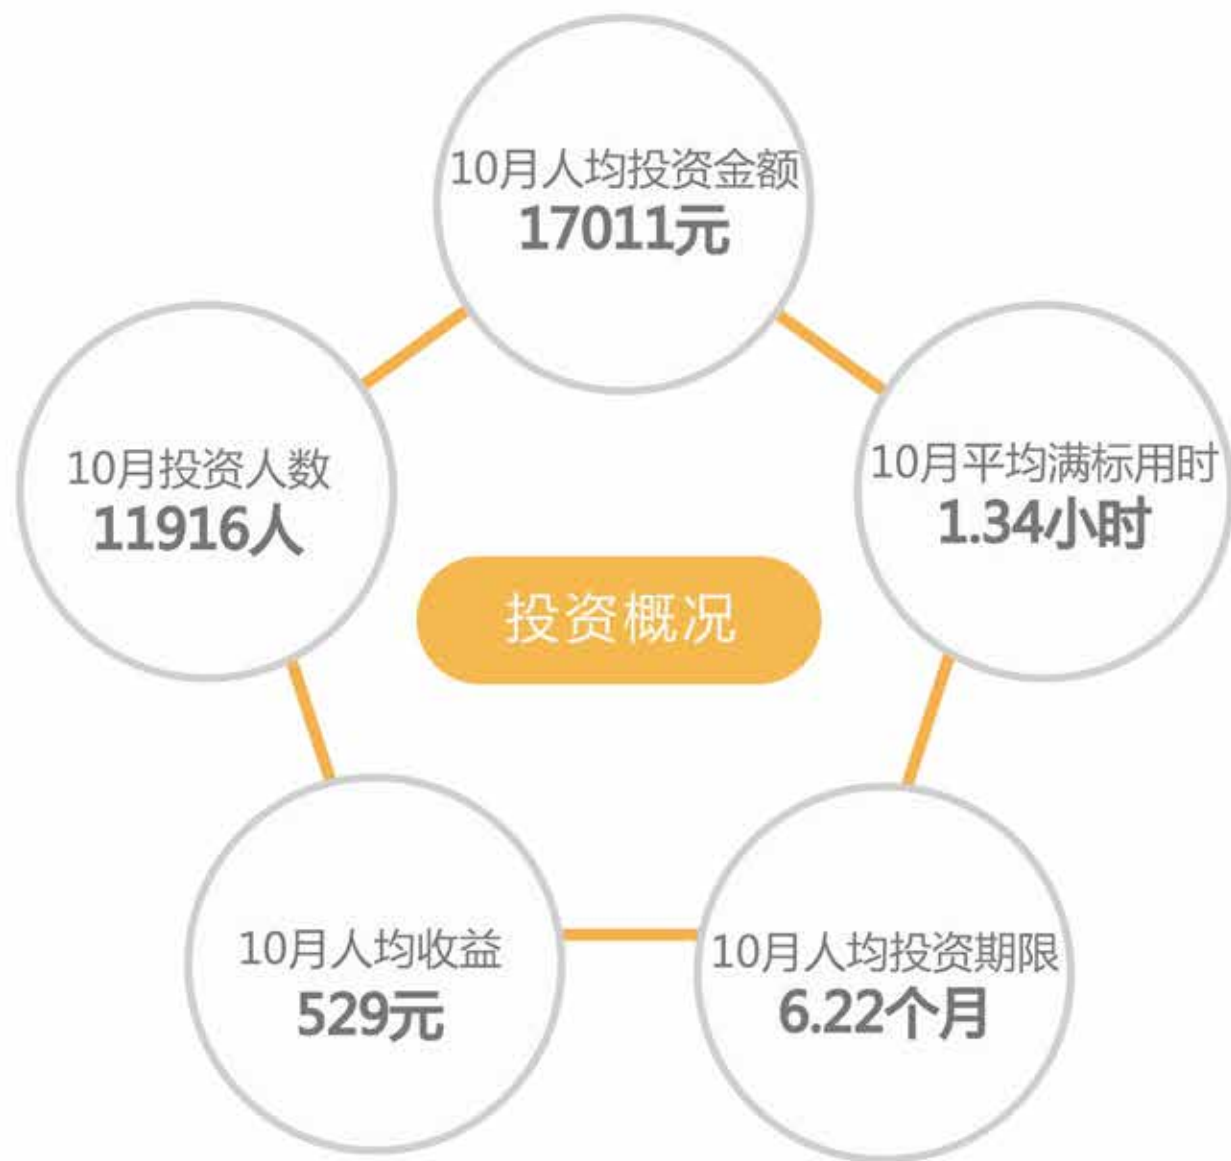 10月人均投资金额
17011元
10月投资人数
11916人
10月平均满标用时
1.34小时
投资概况
10月人均收益
529元
10月人均投资期限
6.22个月